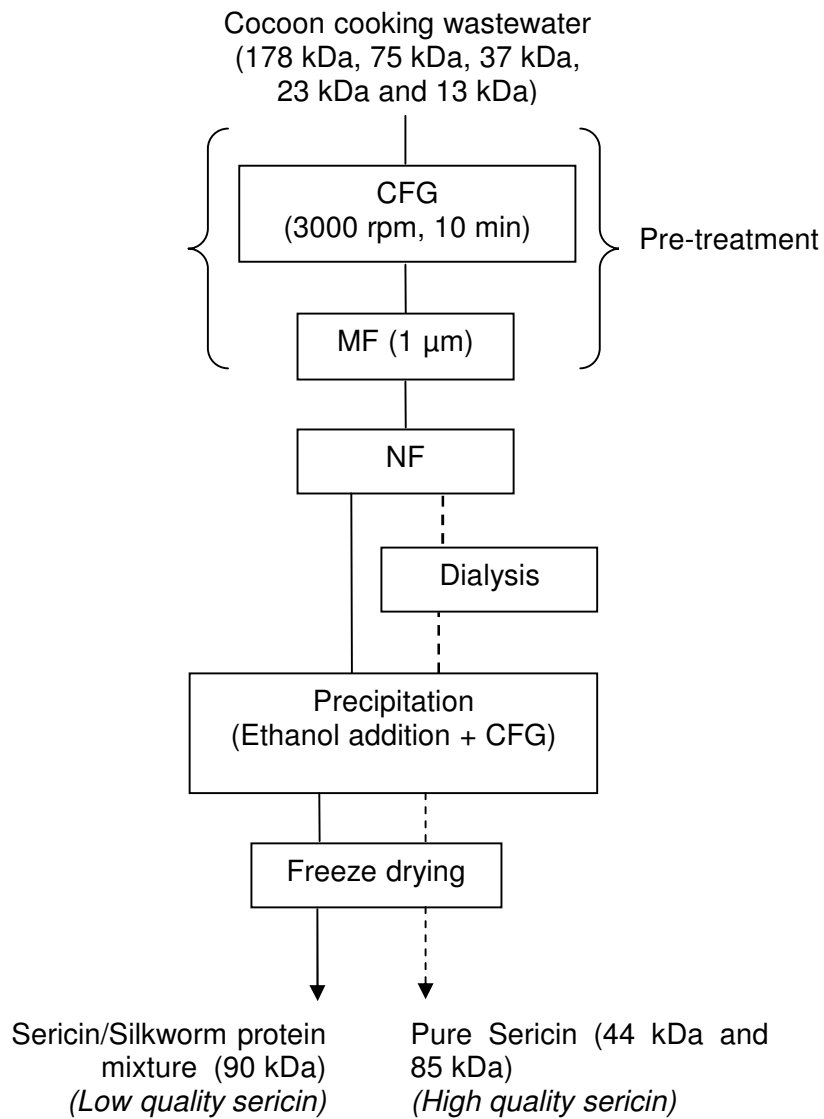 Cocoon cooking wastewater
(178 kDa, 75 kDa, 37 kDa,
23 kDa and 13 kDa)
CFG
(3000 rpm, 10 min)
Pre-treatment
MF (1 µm)
NF
Dialysis
Precipitation
(Ethanol addition + CFG)
Freeze drying
Sericin/Silkworm protein
mixture (90 kDa)
(Low quality sericin)
Pure Sericin (44 kDa and
85 kDa)
(High quality sericin)